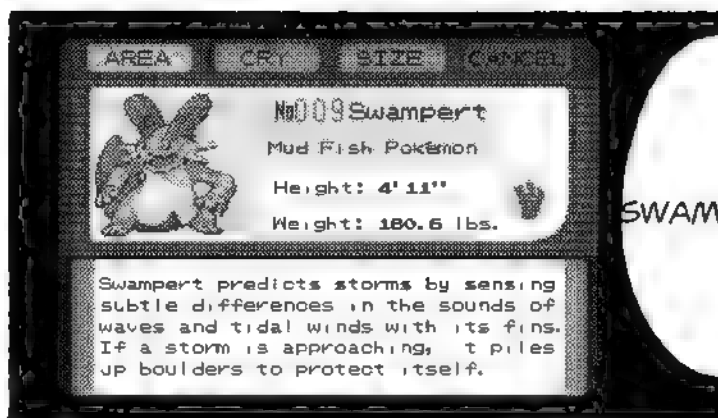 AREA CRY SIZE CANCEL
No009 Swampert
Mud Fish Pokémon
Height: 4'11"
Weight: 180.6 lbs.
Swampert predicts storms by sensing
subtle differences in the sounds of
waves and tidal winds with its fins.
If a storm is approaching, it piles
up boulders to protect itself.
SWAM